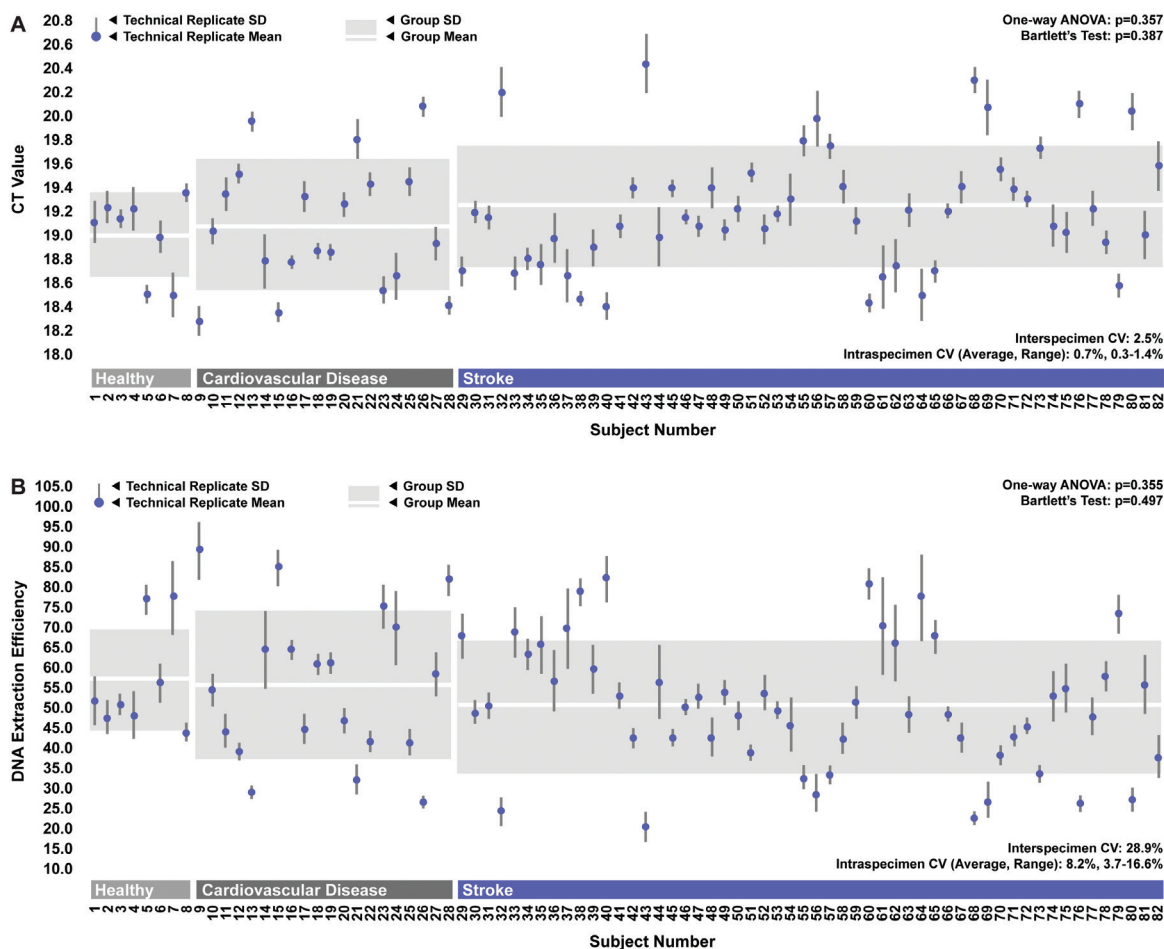 A
20.8
20.6
20.4
20.2
20.0
19.8
19.6
19.4
19.2
19.0
18.8
18.6
18.4
18.2
18.0
CT Value
◄ Technical Replicate SD
◄ Technical Replicate Mean
◄ Group SD
◄ Group Mean
One-way ANOVA: p=0.357
Bartlett's Test: p=0.387
Interspecimen CV: 2.5%
Intraspecimen CV (Average, Range): 0.7%, 0.3-1.4%
Healthy Cardiovascular Disease Stroke
1 2 3 4 5 6 7 8 9 10 11 12 13 14 15 16 17 18 19 20 21 22 23 24 25 26 27 28 29 30 31 32 33 34 35 36 37 38 39 40 41 42 43 44 45 46 47 48 49 50 51 52 53 54 55 56 57 58 59 60 61 62 63 64 65 66 67 68 69 70 71 72 73 74 75 76 77 78 79 80 81 82
Subject Number
B
105.0
100.0
95.0
90.0
85.0
80.0
75.0
70.0
65.0
60.0
55.0
50.0
45.0
40.0
35.0
30.0
25.0
20.0
15.0
10.0
DNA Extraction Efficiency
◄ Technical Replicate SD
◄ Technical Replicate Mean
◄ Group SD
◄ Group Mean
One-way ANOVA: p=0.355
Bartlett's Test: p=0.497
Interspecimen CV: 28.9%
Intraspecimen CV (Average, Range): 8.2%, 3.7-16.6%
Healthy Cardiovascular Disease Stroke
1 2 3 4 5 6 7 8 9 10 11 12 13 14 15 16 17 18 19 20 21 22 23 24 25 26 27 28 29 30 31 32 33 34 35 36 37 38 39 40 41 42 43 44 45 46 47 48 49 50 51 52 53 54 55 56 57 58 59 60 61 62 63 64 65 66 67 68 69 70 71 72 73 74 75 76 77 78 79 80 81 82
Subject Number